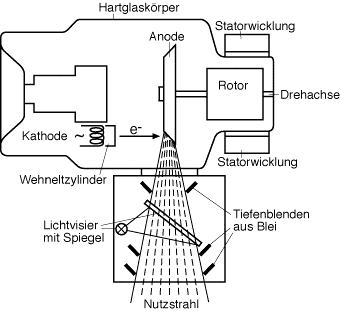 Hartglaskörper
Statorwicklung
Anode
Rotor
Drehachse
Kathode ~
e-
Statorwicklung
Wehneltzylinder
Lichtvisier
mit Spiegel
Tiefenblenden
aus Blei
Nutzstrahl